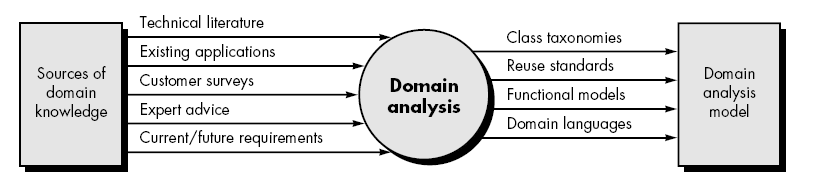 Sources of
domain
knowledge
Technical literature
Existing applications
Customer surveys
Expert advice
Current/future requirements
Domain
analysis
Class taxonomies
Reuse standards
Functional models
Domain languages
Domain
analysis
model